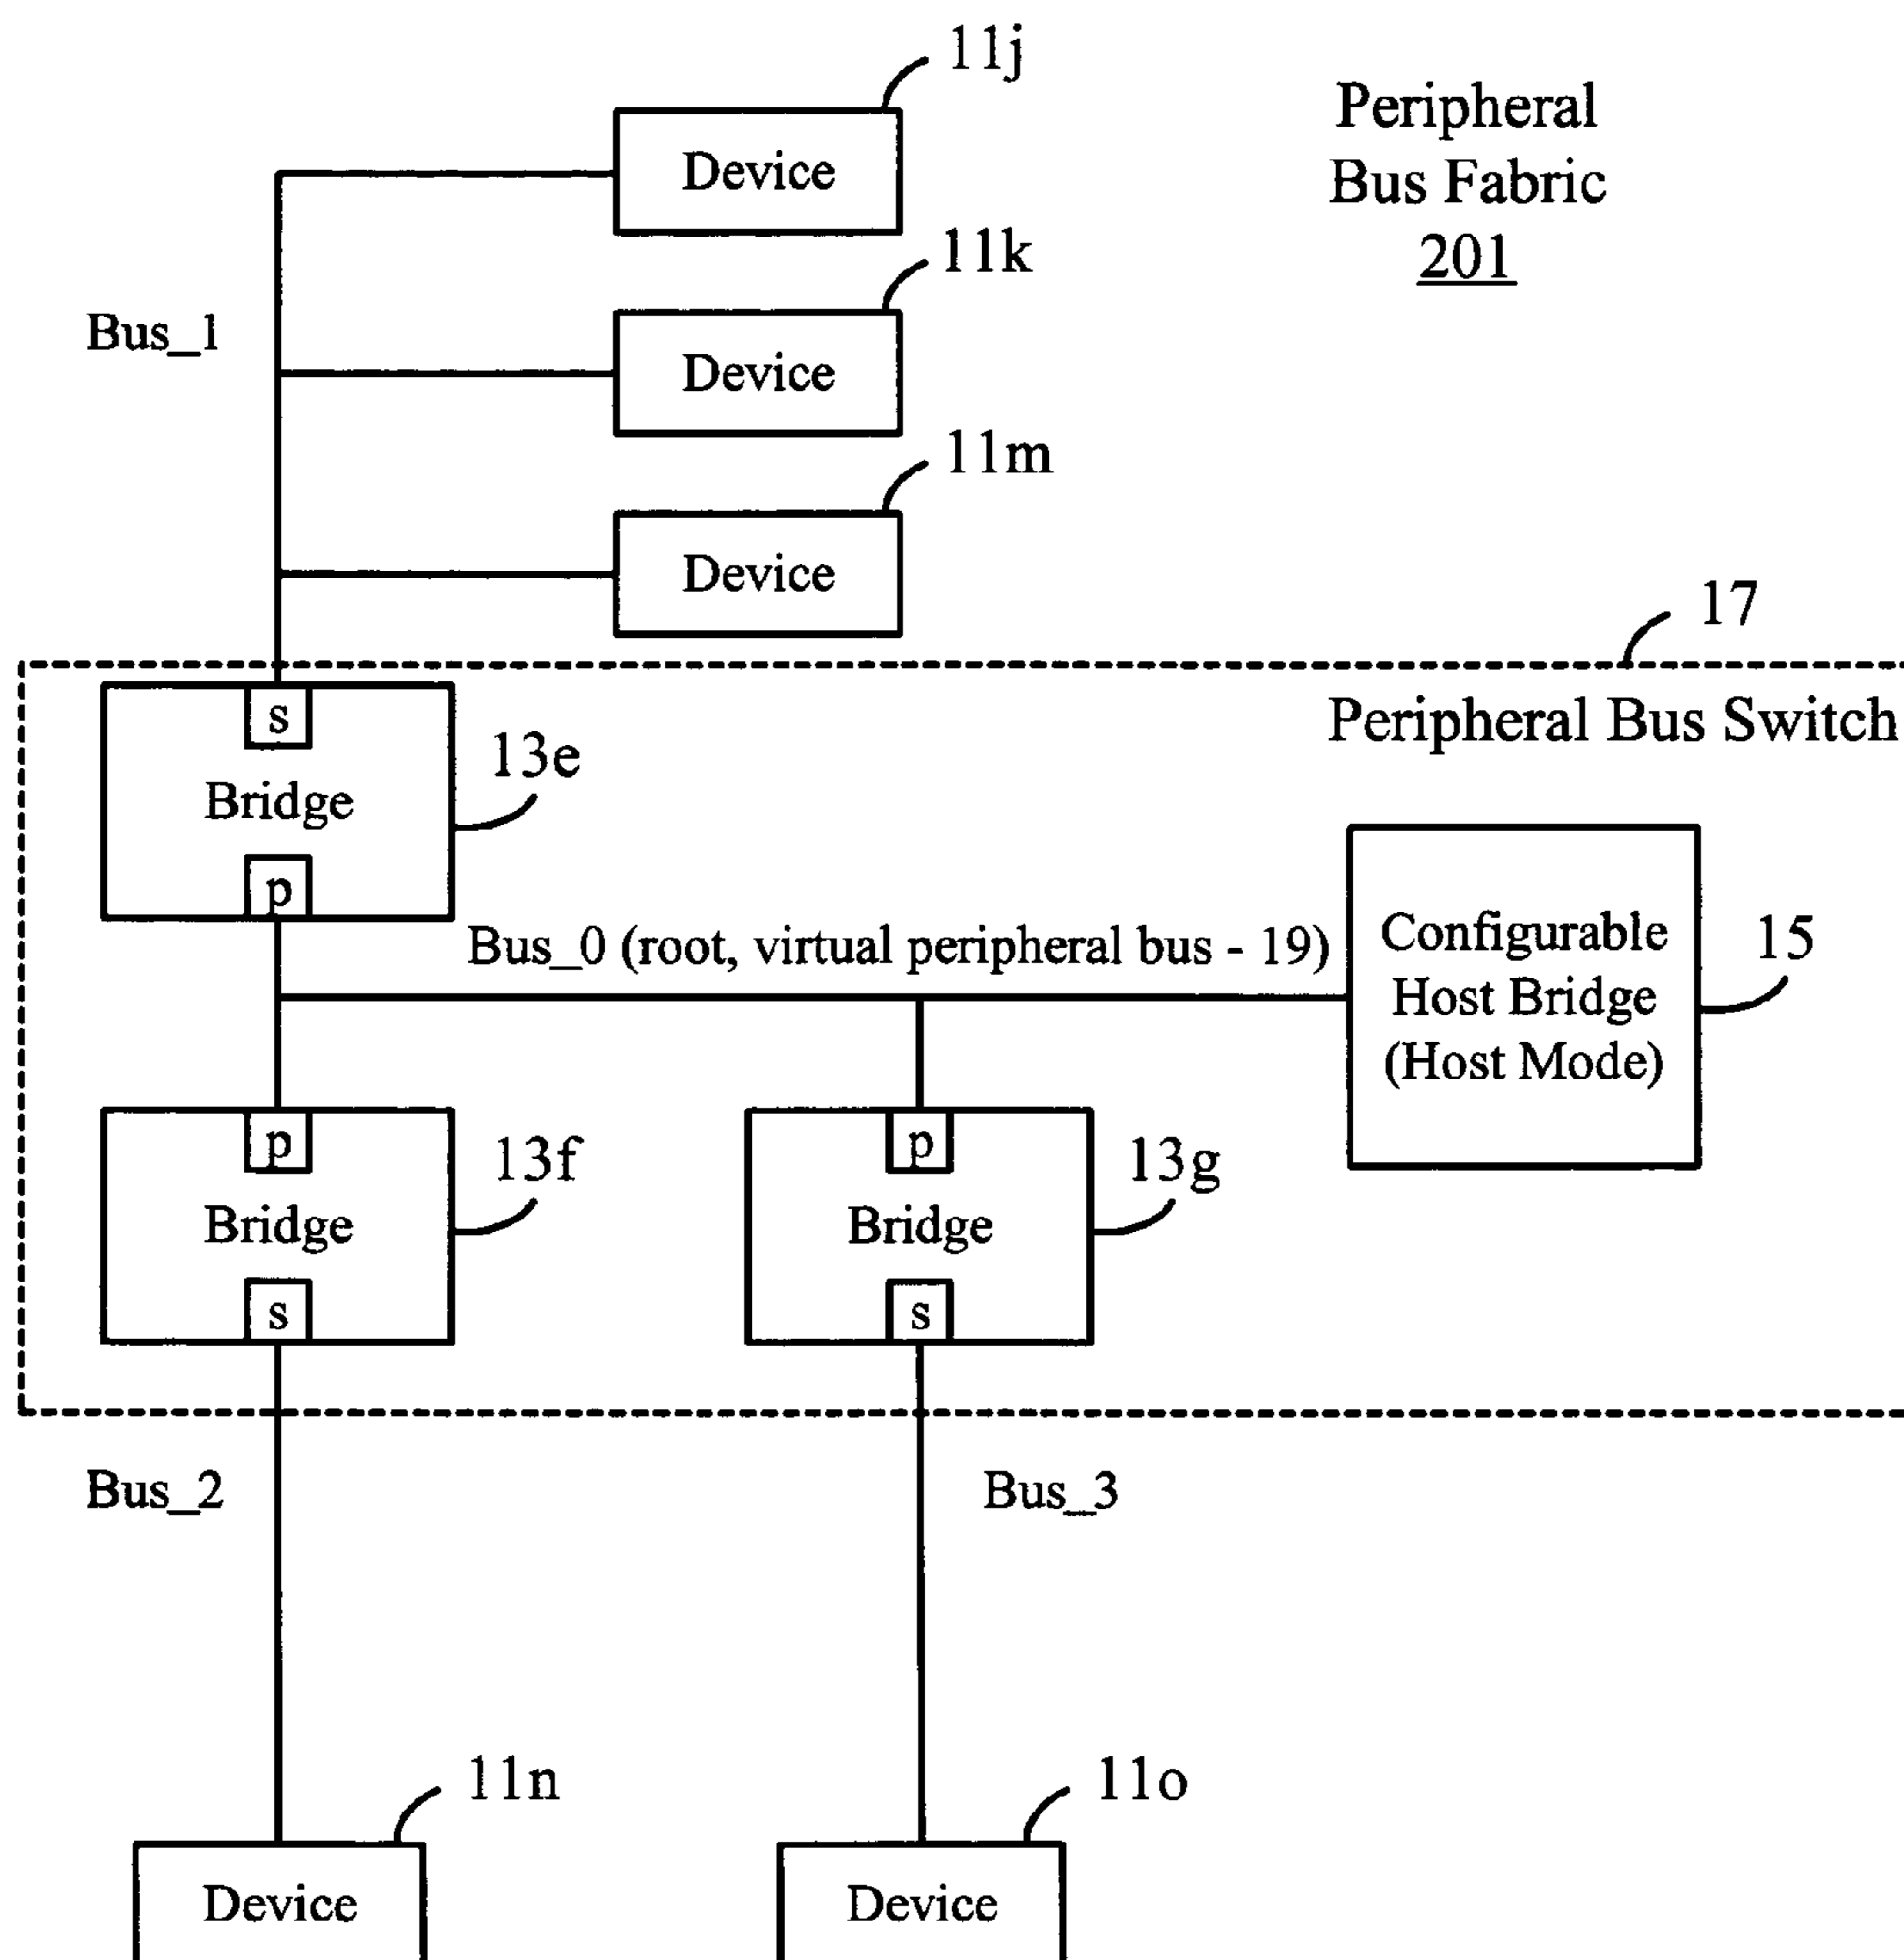 11j
Device
Peripheral
Bus Fabric
201
11k
Device
Bus_1
11m
Device
17
Peripheral Bus Switch
s
13e
Bridge
p
Bus_0 (root, virtual peripheral bus - 19)
Configurable
Host Bridge
(Host Mode)
15
p
13f
Bridge
s
p
13g
Bridge
s
Bus_2
Bus_3
11n
Device
11o
Device